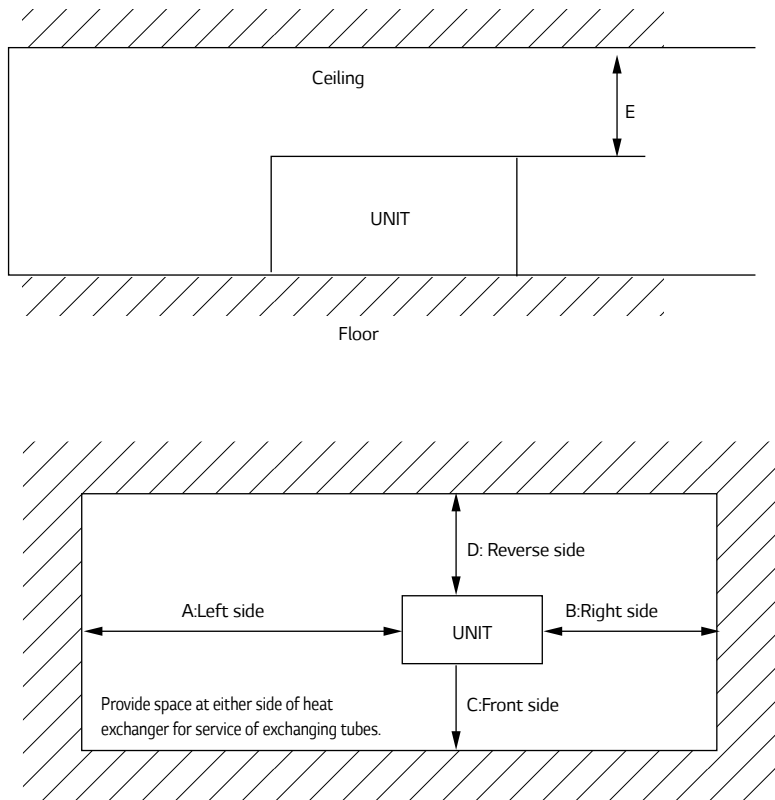 Ceiling
E
UNIT
Floor
D: Reverse side
A:Left side
UNIT
B:Right side
Provide space at either side of heat
exchanger for service of exchanging tubes.
C:Front side